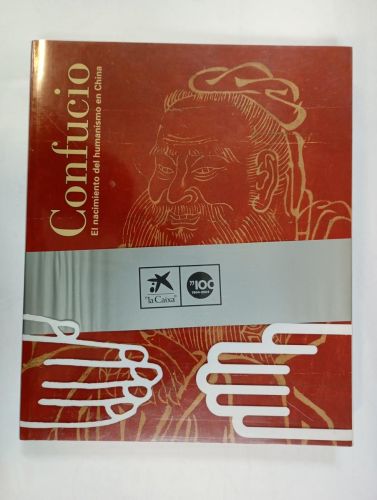 Confucio
El nacimiento del humanismo en China
"la Caixa"
100
1904-2004